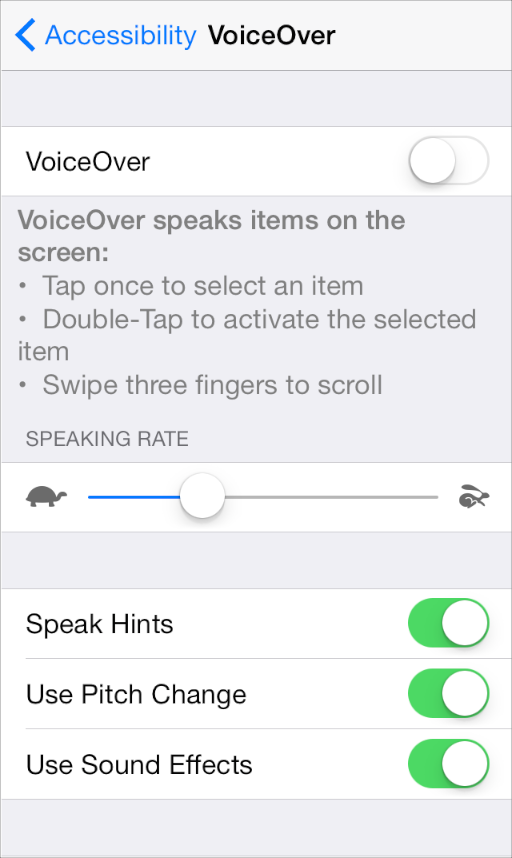 Accessibility VoiceOver
VoiceOver
VoiceOver speaks items on the
screen:
• Tap once to select an item
• Double-Tap to activate the selected
item
• Swipe three fingers to scroll
SPEAKING RATE
Speak Hints
Use Pitch Change
Use Sound Effects